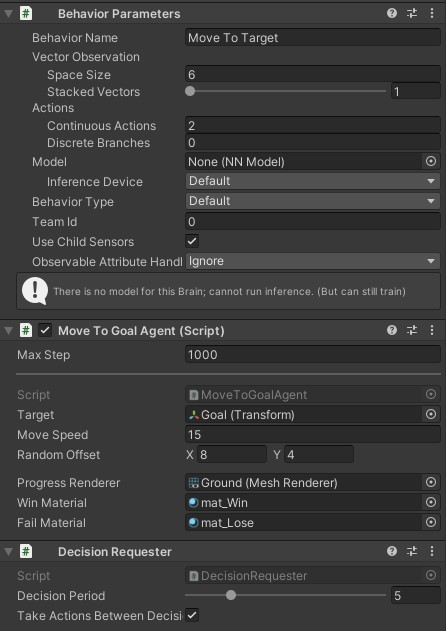 Behavior Parameters
Behavior Name Move To Target
Vector Observation
Space Size 6
Stacked Vectors 1
Actions
Continuous Actions 2
Discrete Branches 0
Model None (NN Model)
Inference Device Default
Behavior Type Default
Team Id 0
Use Child Sensors
Observable Attribute Handl Ignore
There is no model for this Brain; cannot run inference. (But can still train)
Move To Goal Agent (Script)
Max Step 1000
Script MoveToGoalAgent
Target Goal (Transform)
Move Speed 15
Random Offset X 8 Y 4
Progress Renderer Ground (Mesh Renderer)
Win Material mat_Win
Fail Material mat_Lose
Decision Requester
Script DecisionRequester
Decision Period 5
Take Actions Between Decisi